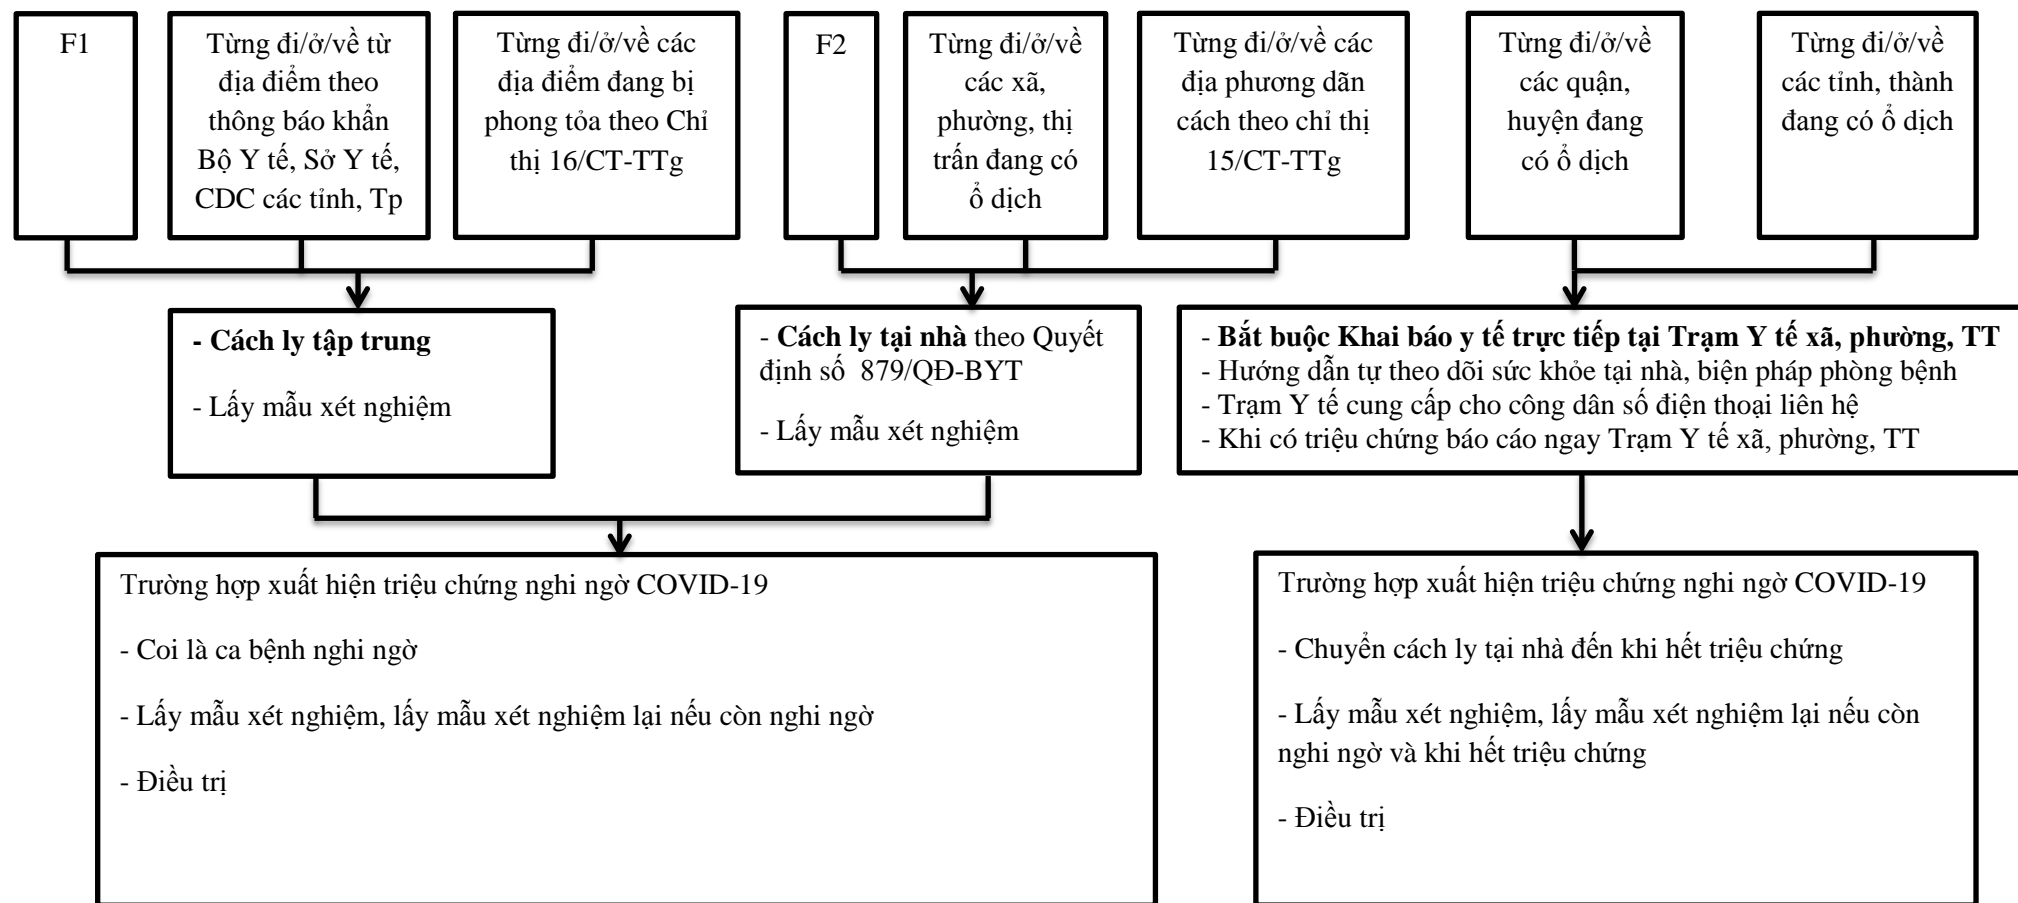 F1
Từng đi/ở/về từ
địa điểm theo
thông báo khẩn
Bộ Y tế, Sở Y tế,
CDC các tỉnh, Tp
Từng đi/ở/về các
địa điểm đang bị
phong tỏa theo Chỉ
thị 16/CT-TTg
F2
Từng đi/ở/về
các xã,
phường, thị
trấn đang có
ổ dịch
Từng đi/ở/về các
địa phương dãn
cách theo chỉ thị
15/CT-TTg
Từng đi/ở/về
các quận,
huyện đang
có ổ dịch
Từng đi/ở/về
các tỉnh, thành
đang có ổ dịch
- Cách ly tập trung
- Lấy mẫu xét nghiệm
- Cách ly tại nhà theo Quyết
định số 879/QĐ-BYT
- Lấy mẫu xét nghiệm
- Bắt buộc Khai báo y tế trực tiếp tại Trạm Y tế xã, phường, TT
- Hướng dẫn tự theo dõi sức khỏe tại nhà, biện pháp phòng bệnh
- Trạm Y tế cung cấp cho công dân số điện thoại liên hệ
- Khi có triệu chứng báo cáo ngay Trạm Y tế xã, phường, TT
Trường hợp xuất hiện triệu chứng nghi ngờ COVID-19
- Coi là ca bệnh nghi ngờ
- Lấy mẫu xét nghiệm, lấy mẫu xét nghiệm lại nếu còn nghi ngờ
- Điều trị
Trường hợp xuất hiện triệu chứng nghi ngờ COVID-19
- Chuyển cách ly tại nhà đến khi hết triệu chứng
- Lấy mẫu xét nghiệm, lấy mẫu xét nghiệm lại nếu còn
nghi ngờ và khi hết triệu chứng
- Điều trị